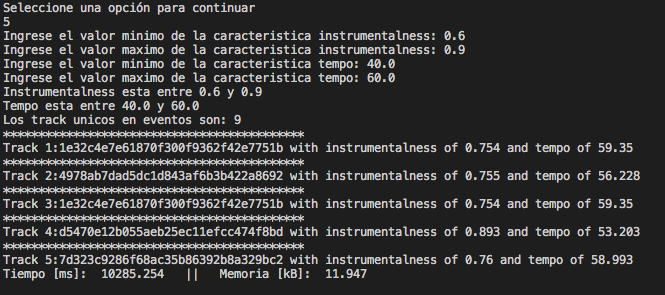 Seleccione una opción para continuar
5
Ingrese el valor minimo de la caracteristica instrumentalness: 0.6
Ingrese el valor maximo de la caracteristica instrumentalness: 0.9
Ingrese el valor minimo de la caracteristica tempo: 40.0
Ingrese el valor maximo de la caracteristica tempo: 60.0
Instrumentalness esta entre 0.6 y 0.9
Tempo esta entre 40.0 y 60.0
Los track unicos en eventos son: 9
*******************************************
Track 1:1e32c4e7e61870f300f9362f42e7751b with instrumentalness of 0.754 and tempo of 59.35
*******************************************
Track 2:4978ab7dad5dc1d843af6b3b422a8692 with instrumentalness of 0.755 and tempo of 56.228
*******************************************
Track 3:1e32c4e7e61870f300f9362f42e7751b with instrumentalness of 0.754 and tempo of 59.35
*******************************************
Track 4:d5470e12b055aeb25ec11efcc474f8bd with instrumentalness of 0.893 and tempo of 53.203
*******************************************
Track 5:7d323c9286f68ac35b86392b8a329bc2 with instrumentalness of 0.76 and tempo of 58.993
Tiempo [ms]:  10285.254   ||   Memoria [kB]:  11.947